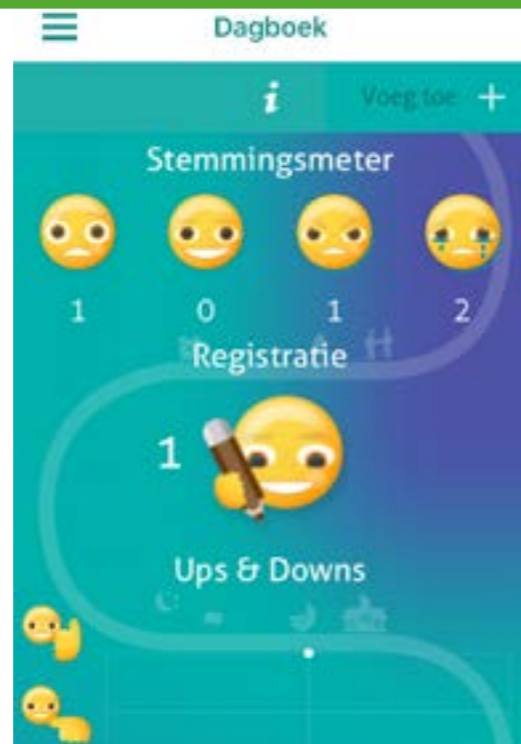 Dagboek
i Voeg toe +
Stemmingsmeter
1 0 1 2
Registratie
1
Ups & Downs